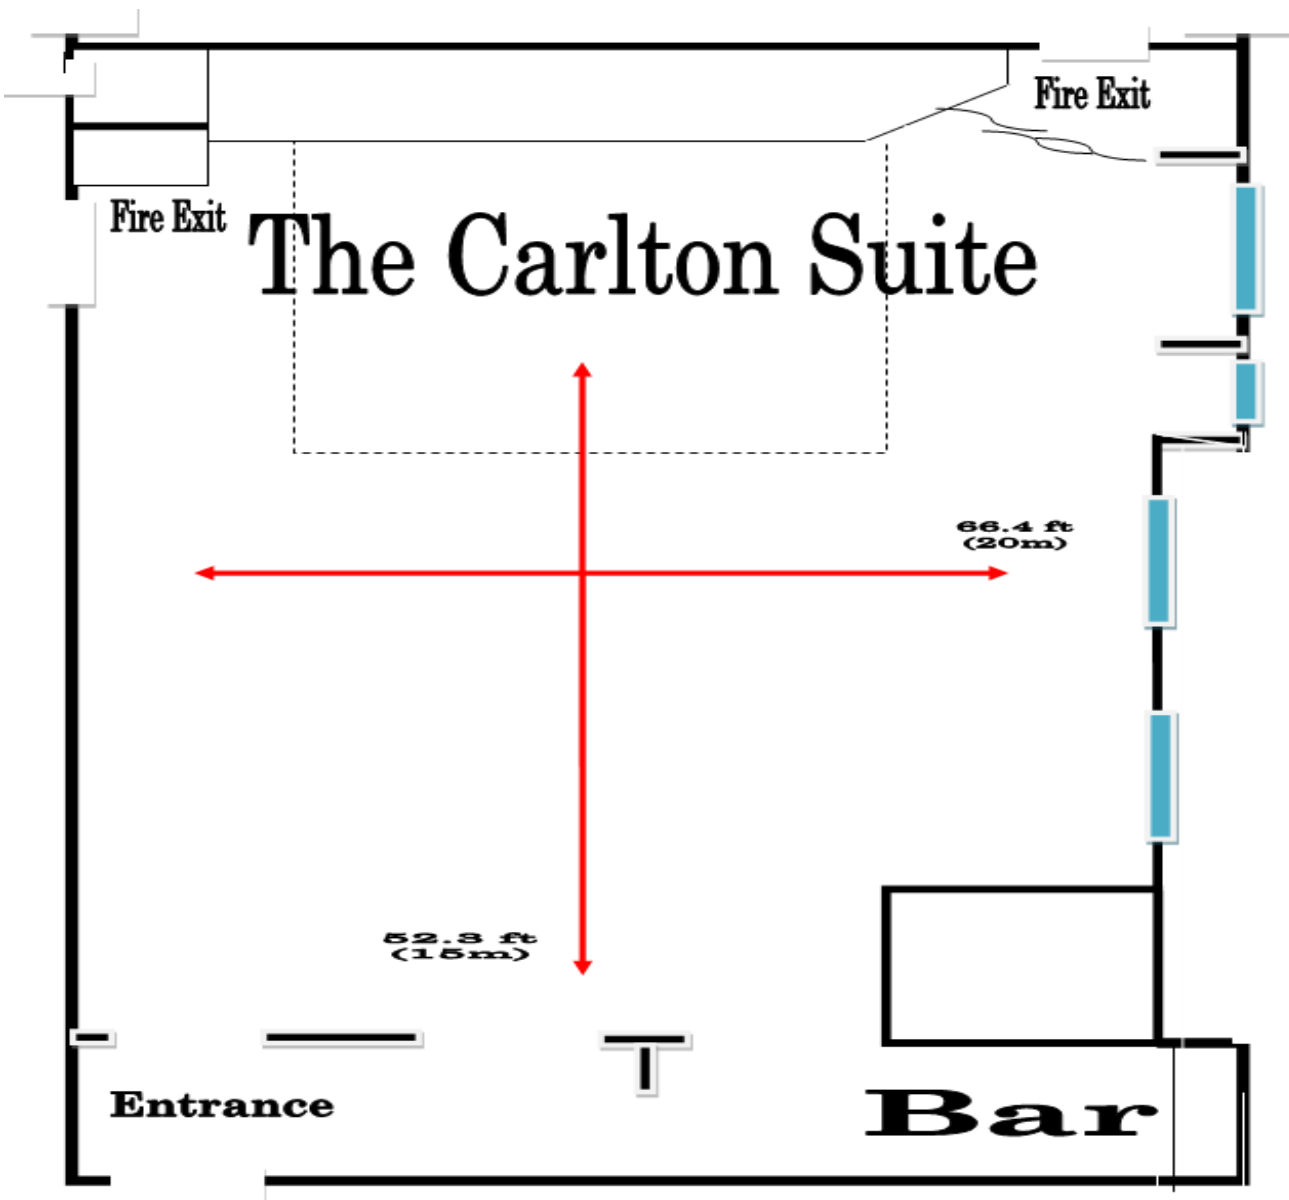 Fire Exit
Fire Exit
The Carlton Suite
66.4 ft
(20m)
52.3 ft
(15m)
Entrance
Bar